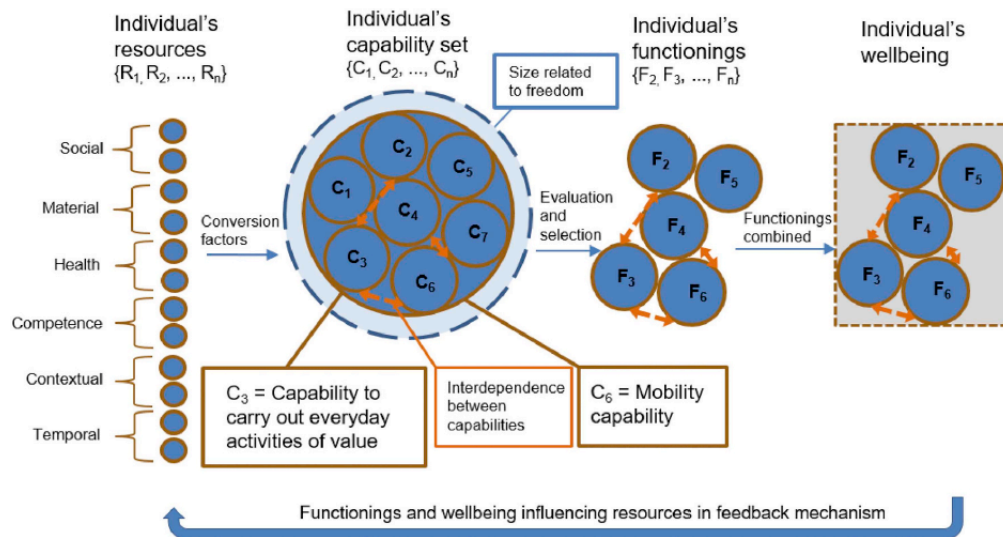 Individual's
resources
{R1, R2, ..., Rn}
Individual's
capability set
{C1, C2, ..., Cn}
Individual's
functionings
{F2, F3, ..., Fn}
Individual's
wellbeing
Size related
to freedom
Social
Material
Health
Competence
Contextual
Temporal
Conversion
factors
C1
C2
C5
C4
C7
C3
C6
Evaluation
and
selection
F2
F5
F4
F3
F6
Functionings
combined
F2
F5
F4
F3
F6
C3 = Capability to
carry out everyday
activities of value
Interdependence
between
capabilities
C6 = Mobility
capability
Functionings and wellbeing influencing resources in feedback mechanism